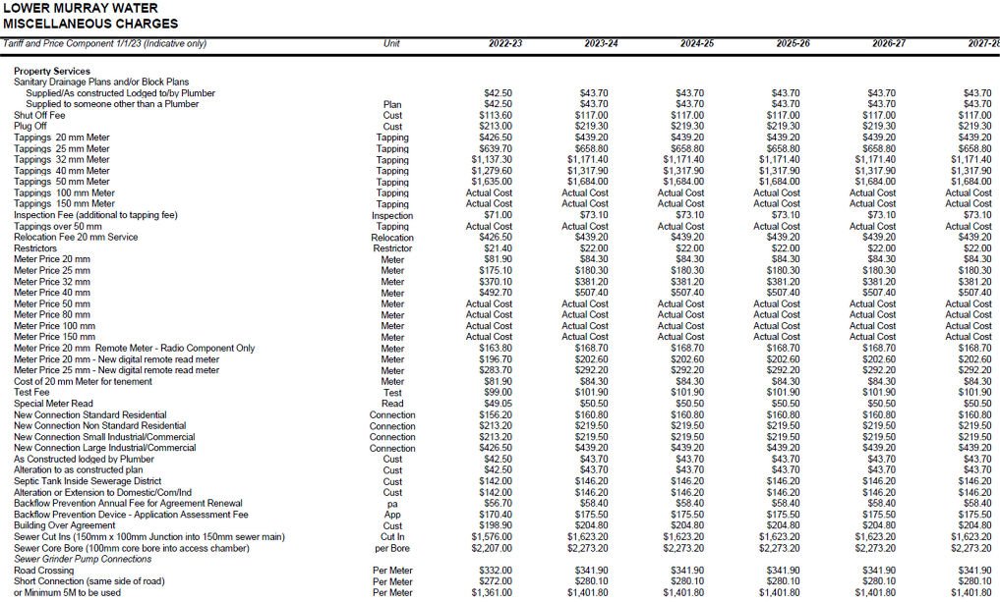 LOWER MURRAY WATER
MISCELLANEOUS CHARGES
Tariff and Price Component 1/1/23 (Indicative only) Unit 2022-23 2023-24 2024-25 2025-26 2026-27 2027-28
Property Services
Sanitary Drainage Plans and/or Block Plans
Supplied/As constructed Lodged to/by Plumber $42.50 $43.70 $43.70 $43.70 $43.70 $43.70
Supplied to someone other than a Plumber Plan $42.50 $43.70 $43.70 $43.70 $43.70 $43.70
Shut Off Fee Cust $113.60 $117.00 $117.00 $117.00 $117.00 $117.00
Plug Off Cust $213.00 $219.30 $219.30 $219.30 $219.30 $219.30
Tappings 20 mm Meter Tapping $426.50 $439.20 $439.20 $439.20 $439.20 $439.20
Tappings 25 mm Meter Tapping $639.70 $658.80 $658.80 $658.80 $658.80 $658.80
Tappings 32 mm Meter Tapping $1,137.30 $1,171.40 $1,171.40 $1,171.40 $1,171.40 $1,171.40
Tappings 40 mm Meter Tapping $1,279.60 $1,317.90 $1,317.90 $1,317.90 $1,317.90 $1,317.90
Tappings 50 mm Meter Tapping $1,635.00 $1,684.00 $1,684.00 $1,684.00 $1,684.00 $1,684.00
Tappings 100 mm Meter Tapping Actual Cost Actual Cost Actual Cost Actual Cost Actual Cost Actual Cost
Tappings 150 mm Meter Tapping Actual Cost Actual Cost Actual Cost Actual Cost Actual Cost Actual Cost
Inspection Fee (additional to tapping fee) Inspection $71.00 $73.10 $73.10 $73.10 $73.10 $73.10
Tappings over 50 mm Tapping Actual Cost Actual Cost Actual Cost Actual Cost Actual Cost Actual Cost
Relocation Fee 20 mm Service Relocation $426.50 $439.20 $439.20 $439.20 $439.20 $439.20
Restrictors Restrictor $21.40 $22.00 $22.00 $22.00 $22.00 $22.00
Meter Price 20 mm Meter $81.90 $84.30 $84.30 $84.30 $84.30 $84.30
Meter Price 25 mm Meter $175.10 $180.30 $180.30 $180.30 $180.30 $180.30
Meter Price 32 mm Meter $370.10 $381.20 $381.20 $381.20 $381.20 $381.20
Meter Price 40 mm Meter $492.70 $507.40 $507.40 $507.40 $507.40 $507.40
Meter Price 50 mm Meter Actual Cost Actual Cost Actual Cost Actual Cost Actual Cost Actual Cost
Meter Price 80 mm Meter Actual Cost Actual Cost Actual Cost Actual Cost Actual Cost Actual Cost
Meter Price 100 mm Meter Actual Cost Actual Cost Actual Cost Actual Cost Actual Cost Actual Cost
Meter Price 150 mm Meter Actual Cost Actual Cost Actual Cost Actual Cost Actual Cost Actual Cost
Meter Price 20 mm Remote Meter - Radio Component Only Meter $163.80 $168.70 $168.70 $168.70 $168.70 $168.70
Meter Price 20 mm - New digital remote read meter Meter $196.70 $202.60 $202.60 $202.60 $202.60 $202.60
Meter Price 25 mm - New digital remote read meter Meter $283.70 $292.20 $292.20 $292.20 $292.20 $292.20
Cost of 20 mm Meter for tenement Meter $81.90 $84.30 $84.30 $84.30 $84.30 $84.30
Test Fee Test $99.00 $101.90 $101.90 $101.90 $101.90 $101.90
Special Meter Read Read $49.05 $50.50 $50.50 $50.50 $50.50 $50.50
New Connection Standard Residential Connection $156.20 $160.80 $160.80 $160.80 $160.80 $160.80
New Connection Non Standard Residential Connection $213.20 $219.50 $219.50 $219.50 $219.50 $219.50
New Connection Small Industrial/Commercial Connection $213.20 $219.50 $219.50 $219.50 $219.50 $219.50
New Connection Large Industrial/Commercial Connection $426.50 $439.20 $439.20 $439.20 $439.20 $439.20
As Constructed lodged by Plumber Cust $42.50 $43.70 $43.70 $43.70 $43.70 $43.70
Alteration to as constructed plan Cust $42.50 $43.70 $43.70 $43.70 $43.70 $43.70
Septic Tank Inside Sewerage District Cust $142.00 $146.20 $146.20 $146.20 $146.20 $146.20
Alteration or Extension to Domestic/Com/Ind Cust $142.00 $146.20 $146.20 $146.20 $146.20 $146.20
Backflow Prevention Annual Fee for Agreement Renewal pa $56.70 $58.40 $58.40 $58.40 $58.40 $58.40
Backflow Prevention Device - Application Assessment Fee App $170.40 $175.50 $175.50 $175.50 $175.50 $175.50
Building Over Agreement Cust $198.90 $204.80 $204.80 $204.80 $204.80 $204.80
Sewer Cut Ins (150mm x 100mm Junction into 150mm sewer main) Cut In $1,576.00 $1,623.20 $1,623.20 $1,623.20 $1,623.20 $1,623.20
Sewer Core Bore (100mm core bore into access chamber) per Bore $2,207.00 $2,273.20 $2,273.20 $2,273.20 $2,273.20 $2,273.20
Sewer Grinder Pump Connections
Road Crossing Per Meter $332.00 $341.90 $341.90 $341.90 $341.90 $341.90
Short Connection (same side of road) Per Meter $272.00 $280.10 $280.10 $280.10 $280.10 $280.10
or Minimum 5M to be used Per Meter $1,361.00 $1,401.80 $1,401.80 $1,401.80 $1,401.80 $1,401.80